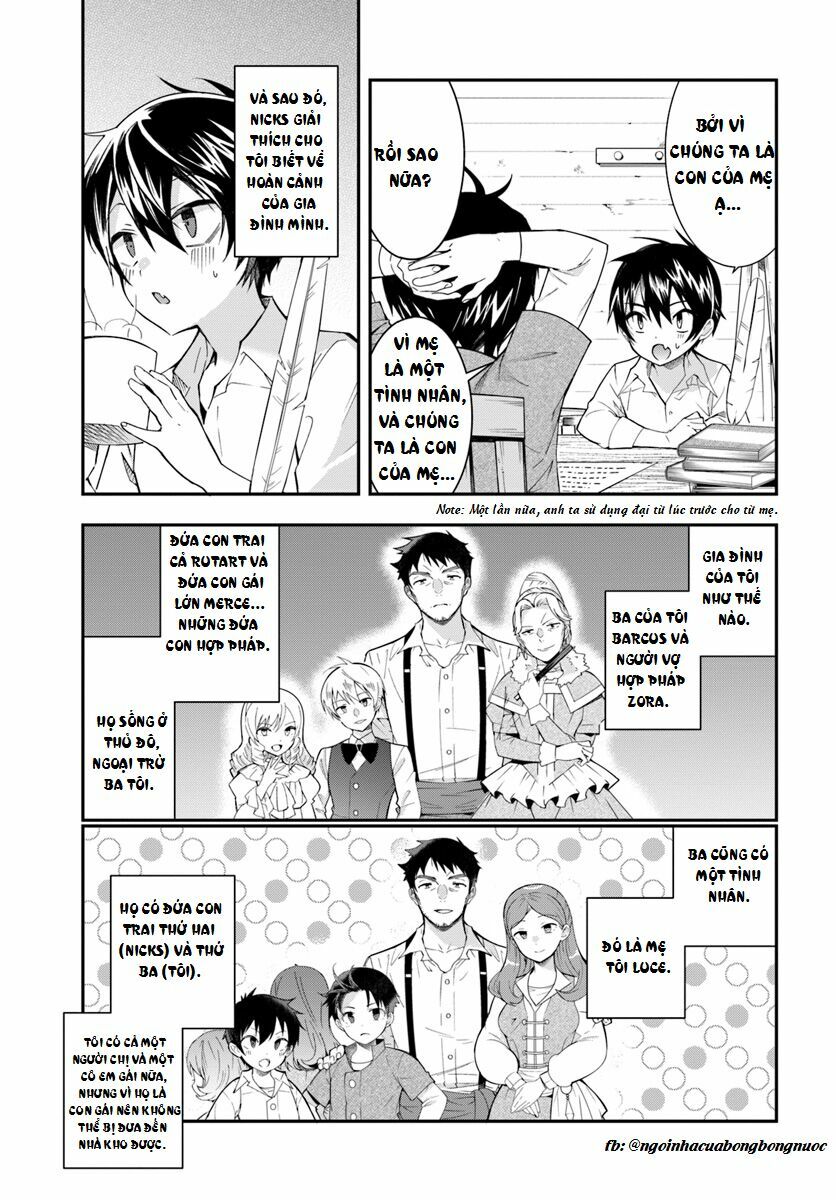 BỞI VÌ
CHÚNG TA LÀ
CON CỦA MẸ
Ạ...
RỒI SAO
NỮA?
VÌ MẸ
LÀ MỘT
TÌNH NHÂN,
VÀ CHÚNG
TA LÀ CON
CỦA MẸ...
VÀ SAU ĐÓ,
NICKS GIẢI
THÍCH CHO
TÔI BIẾT VỀ
HOÀN CẢNH
CỦA GIA
ĐÌNH MÌNH.
Note: Một lần nữa, anh ta sử dụng đại từ lúc trước cho từ mẹ.
GIA ĐÌNH
CỦA TÔI
NHƯ THẾ
NÀO.
BA CỦA TÔI
BARCUS VÀ
NGƯỜI VỢ
HỢP PHÁP
ZORA.
ĐỨA CON TRAI
CẢ RUTART VÀ
ĐỨA CON GÁI
LỚN MERCE...
NHỮNG ĐỨA
CON HỢP PHÁP.
HỌ SỐNG Ở
THỦ ĐÔ,
NGOẠI TRỪ
BA TÔI.
BA CŨNG CÓ
MỘT TÌNH
NHÂN.
ĐÓ LÀ MẸ
TÔI LUCE.
HỌ CÓ ĐỨA CON
TRAI THỨ HAI
(NICKS) VÀ THỨ
BA (TÔI).
TÔI CÓ CẢ MỘT
NGƯỜI CHỊ VÀ MỘT
CÔ EM GÁI NỮA,
NHƯNG VÌ HỌ LÀ
CON GÁI NÊN KHÔNG
THỂ BỊ ĐƯA ĐẾN
NHÀ KHO ĐƯỢC.
fb: @ngoinhacuabongbongnuoc